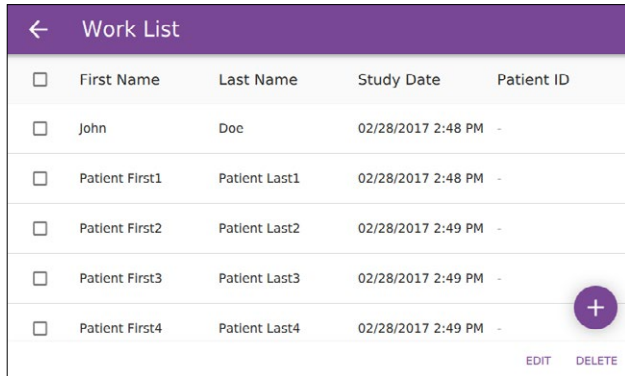 Work List
First Name Last Name Study Date Patient ID
John Doe 02/28/2017 2:48 PM -
Patient First1 Patient Last1 02/28/2017 2:48 PM -
Patient First2 Patient Last2 02/28/2017 2:49 PM -
Patient First3 Patient Last3 02/28/2017 2:49 PM -
Patient First4 Patient Last4 02/28/2017 2:49 PM -
EDIT DELETE